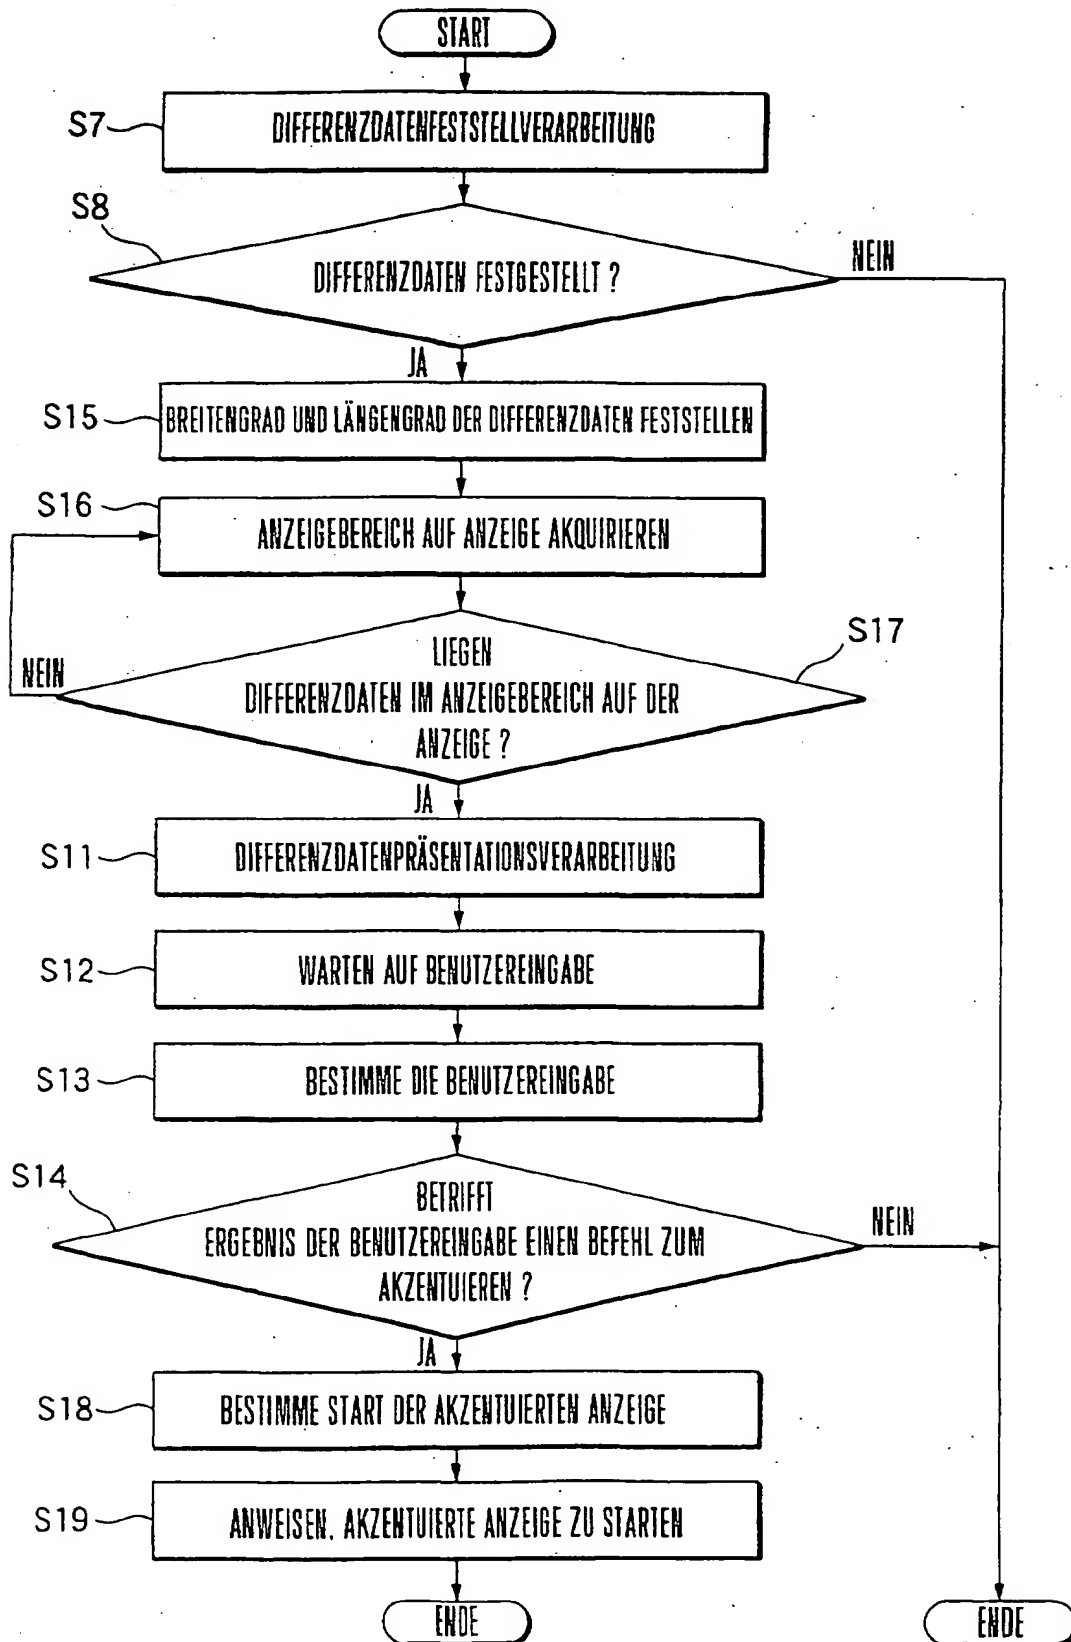 START
S7
DIFFERENZDATENFESTSTELLVERARBEITUNG
S8
DIFFERENZDATEN FESTGESTELLT ?
NEIN
JA
S15
BREITENGRAD UND LÄNGENGRAD DER DIFFERENZDATEN FESTSTELLEN
S16
ANZEIGEBEREICH AUF ANZEIGE AKQUIRIEREN
S17
LIEGEN
DIFFERENZDATEN IM ANZEIGEBEREICH AUF DER
ANZEIGE ?
NEIN
JA
S11
DIFFERENZDATENPRÄSENTATIONSVERARBEITUNG
S12
WARTEN AUF BENUTZEREINGABE
S13
BESTIMME DIE BENUTZEREINGABE
S14
BETRIFFT
ERGEBNIS DER BENUTZEREINGABE EINEN BEFEHL ZUM
AKZENTUIEREN ?
NEIN
JA
S18
BESTIMME START DER AKZENTUIERTEN ANZEIGE
S19
ANWEISEN, AKZENTUIERTE ANZEIGE ZU STARTEN
ENDE
ENDE